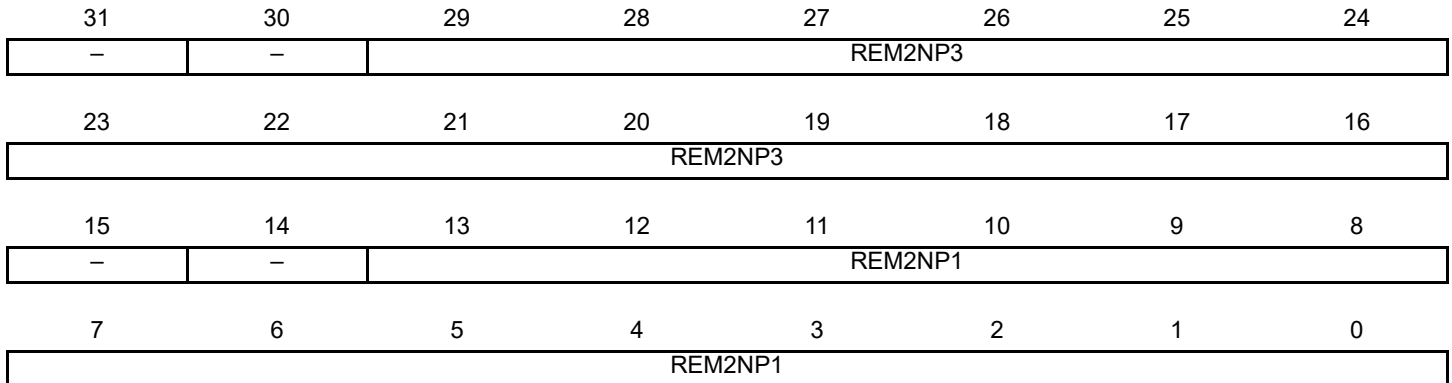 31 30 29 28 27 26 25 24
– – REM2NP3
23 22 21 20 19 18 17 16
REM2NP3
15 14 13 12 11 10 9 8
– – REM2NP1
7 6 5 4 3 2 1 0
REM2NP1